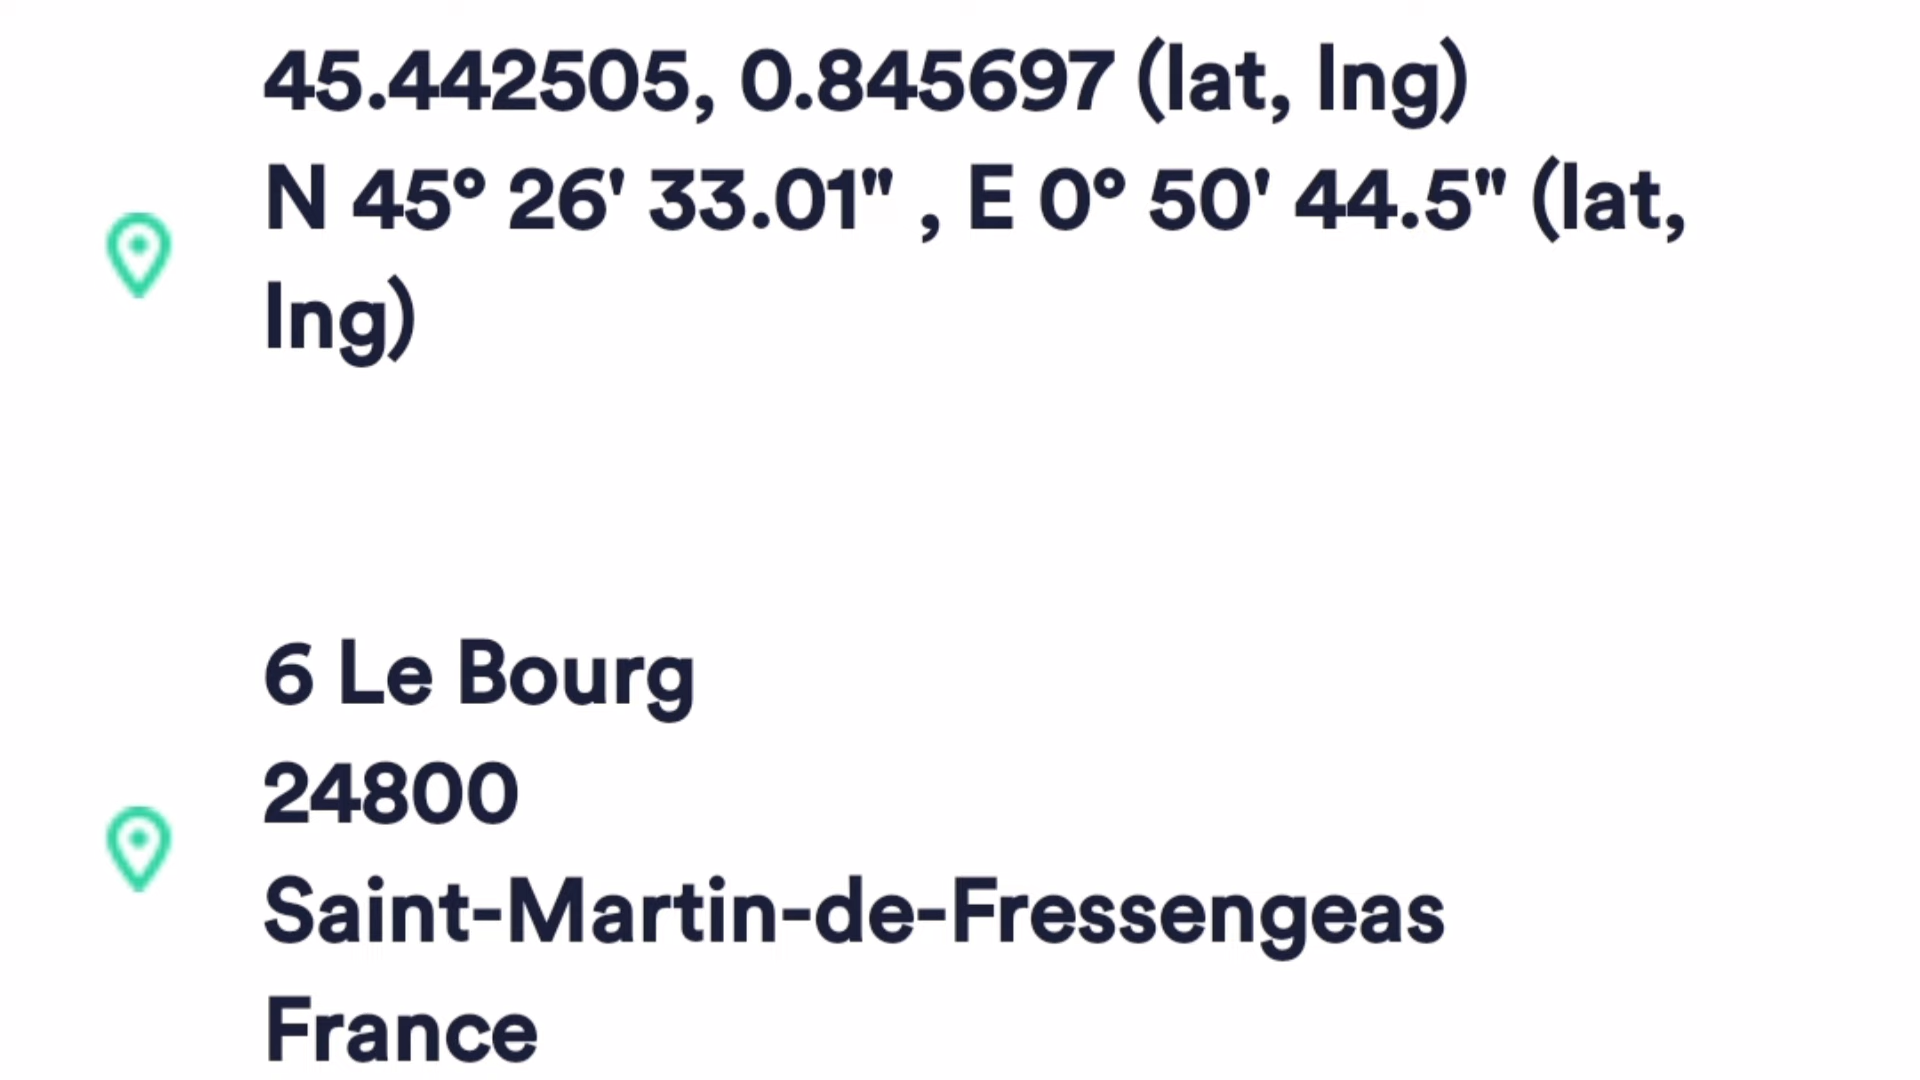 45.442505, 0.845697 (lat, lng)
N 45° 26' 33.01" , E 0° 50' 44.5" (lat,
lng)
6 Le Bourg
24800
Saint-Martin-de-Fressengeas
France